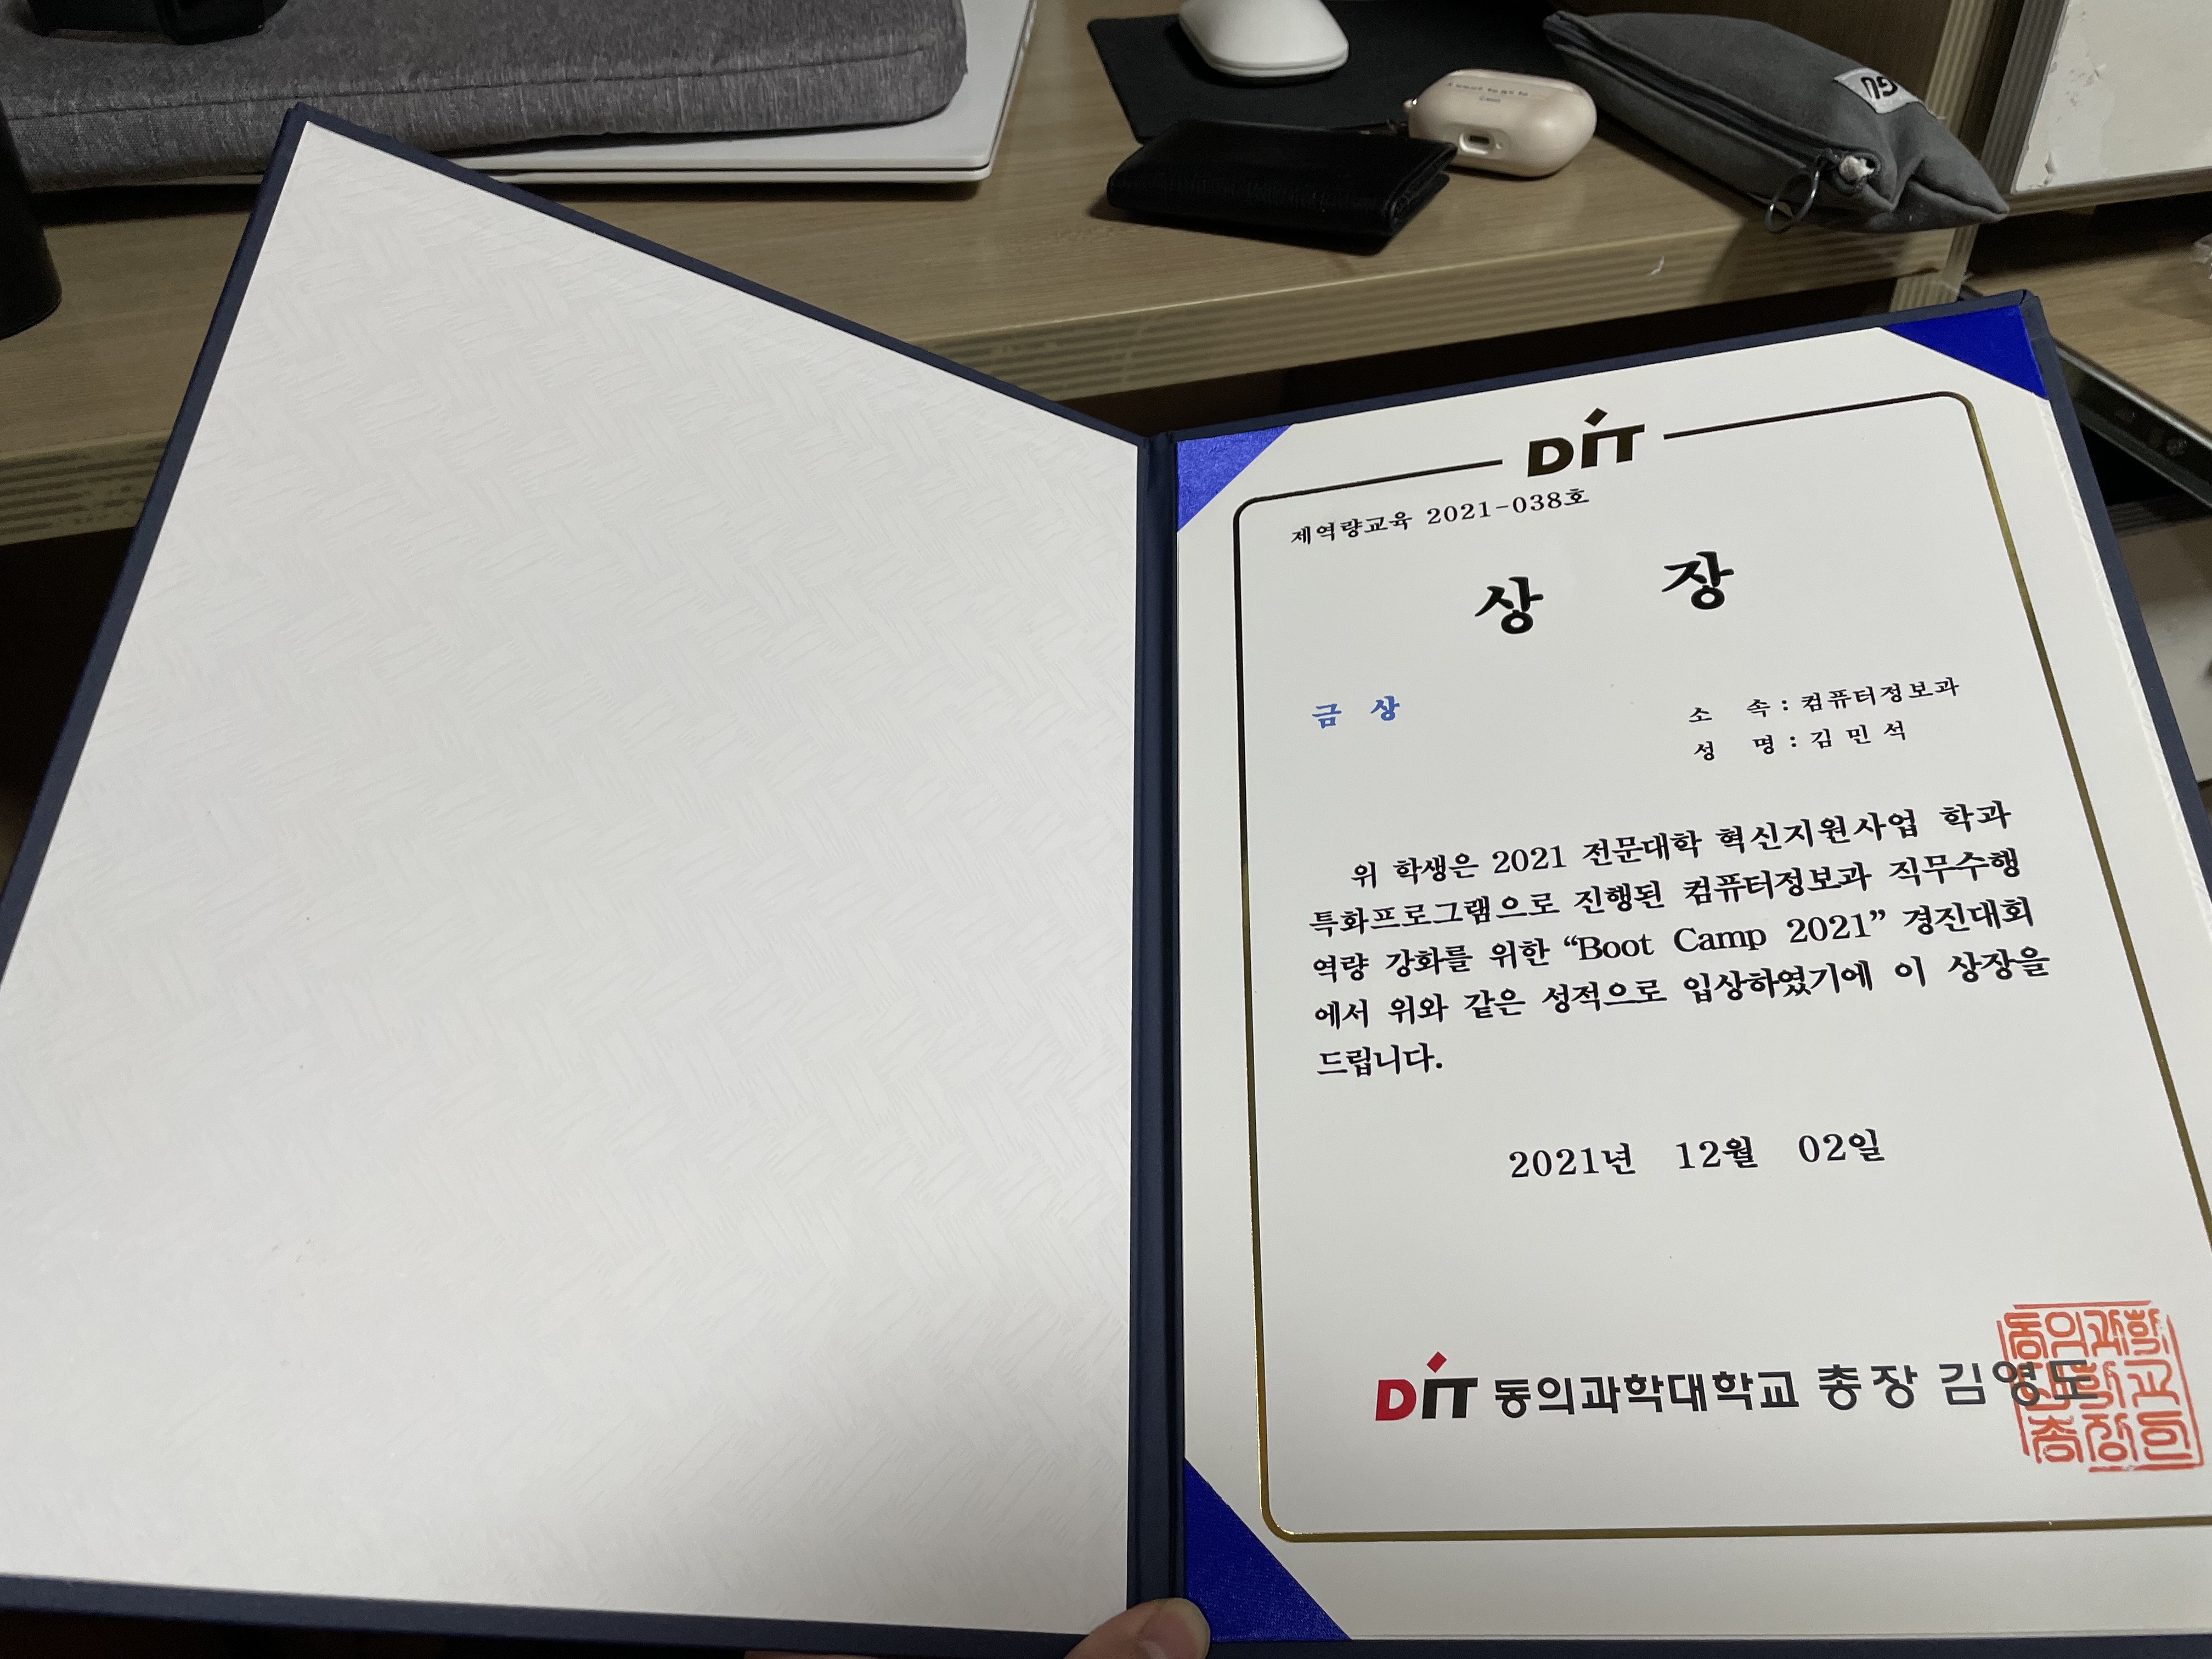 DIT
제역량교육 2021-038호
상 장
금 상
소 속 : 컴퓨터정보과
성 명 : 김 민 석
위 학생은 2021 전문대학 혁신지원사업 학과
특화프로그램으로 진행된 컴퓨터정보과 직무수행
역량 강화를 위한 “Boot Camp 2021” 경진대회
에서 위와 같은 성적으로 입상하였기에 이 상장을
드립니다.
2021년 12월 02일
DIT 동의과학대학교 총장 김영도
동의과학
대학교
총장인